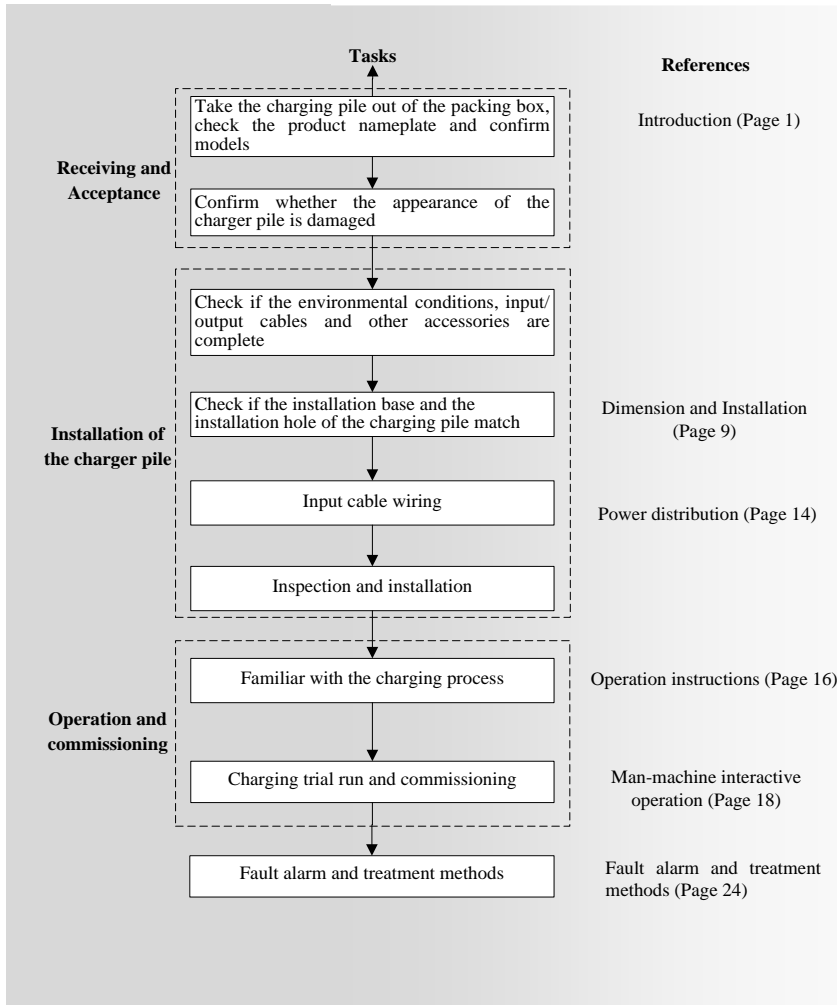 Tasks
References
Take the charging pile out of the packing box,
check the product nameplate and confirm
models
Introduction (Page 1)
Receiving and
Acceptance
Confirm whether the appearance of the
charger pile is damaged
Check if the environmental conditions, input/
output cables and other accessories are
complete
Check if the installation base and the
installation hole of the charging pile match
Dimension and Installation
(Page 9)
Installation of
the charger pile
Input cable wiring
Power distribution (Page 14)
Inspection and installation
Familiar with the charging process
Operation instructions (Page 16)
Operation and
commissioning
Charging trial run and commissioning
Man-machine interactive
operation (Page 18)
Fault alarm and treatment methods
Fault alarm and treatment
methods (Page 24)